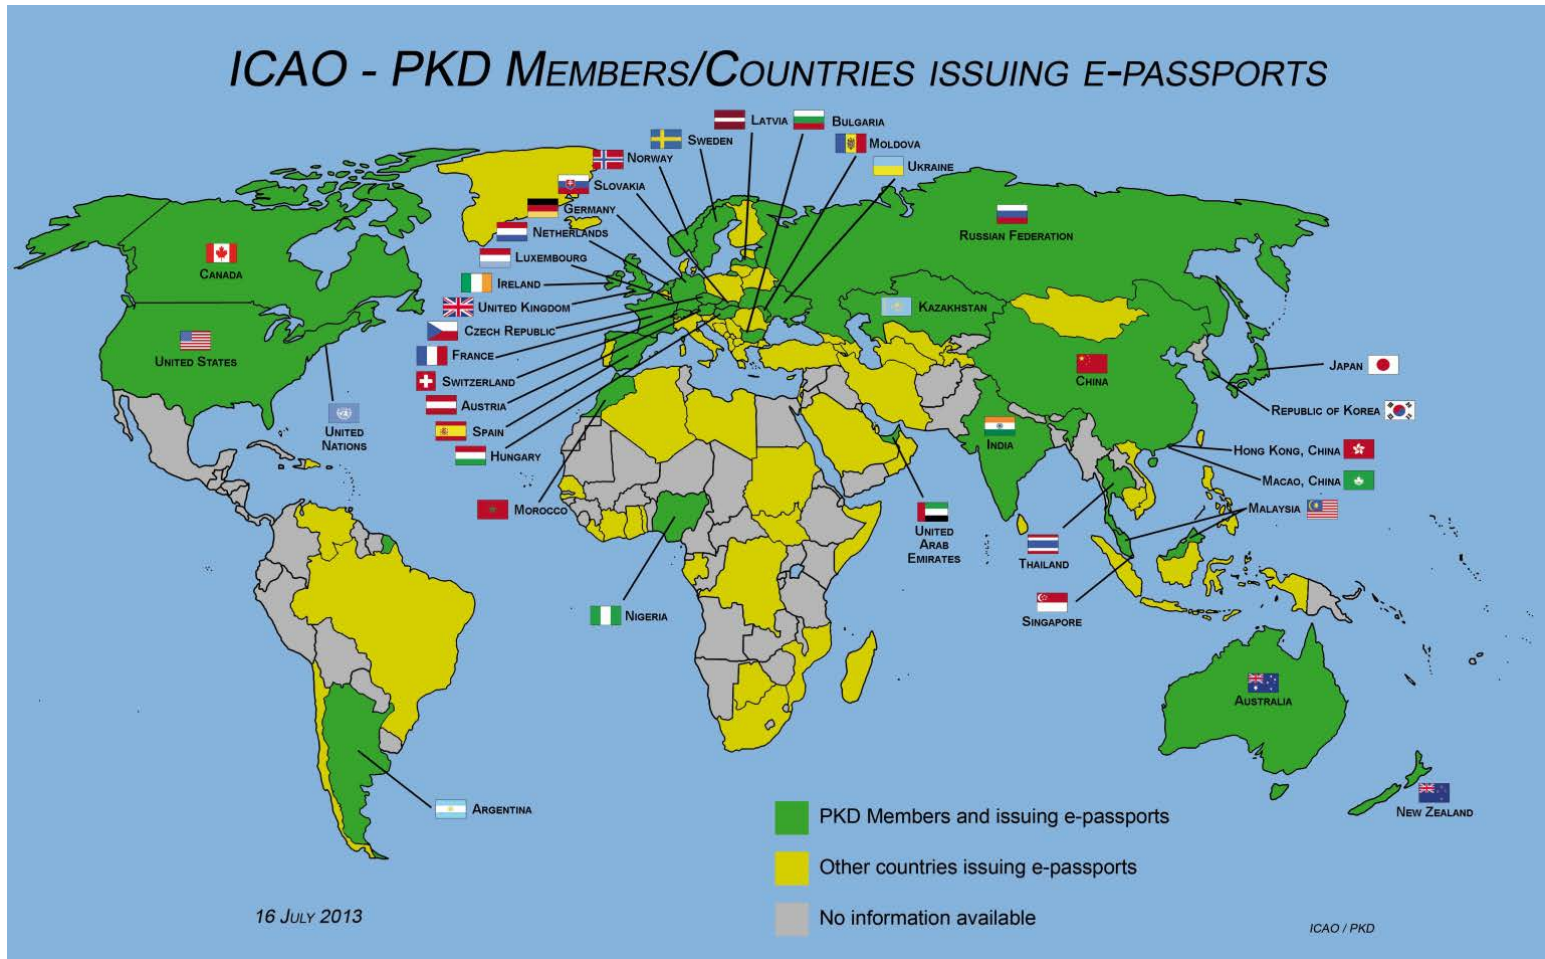 ICAO - PKD MEMBERS/COUNTRIES ISSUING E-PASSPORTS
LATVIA
BULGARIA
SWEDEN
MOLDOVA
NORWAY
UKRAINE
SLOVAKIA
GERMANY
NETHERLANDS
LUXEMBOURG
IRELAND
UNITED KINGDOM
CZECH REPUBLIC
FRANCE
SWITZERLAND
AUSTRIA
SPAIN
HUNGARY
MOROCCO
CANADA
UNITED STATES
UNITED
NATIONS
RUSSIAN FEDERATION
KAZAKHSTAN
CHINA
JAPAN
REPUBLIC OF KOREA
INDIA
HONG KONG, CHINA
MACAO, CHINA
MALAYSIA
UNITED
ARAB
EMIRATES
THAILAND
SINGAPORE
NIGERIA
AUSTRALIA
ARGENTINA
NEW ZEALAND
PKD Members and issuing e-passports
Other countries issuing e-passports
No information available
16 JULY 2013
ICAO / PKD